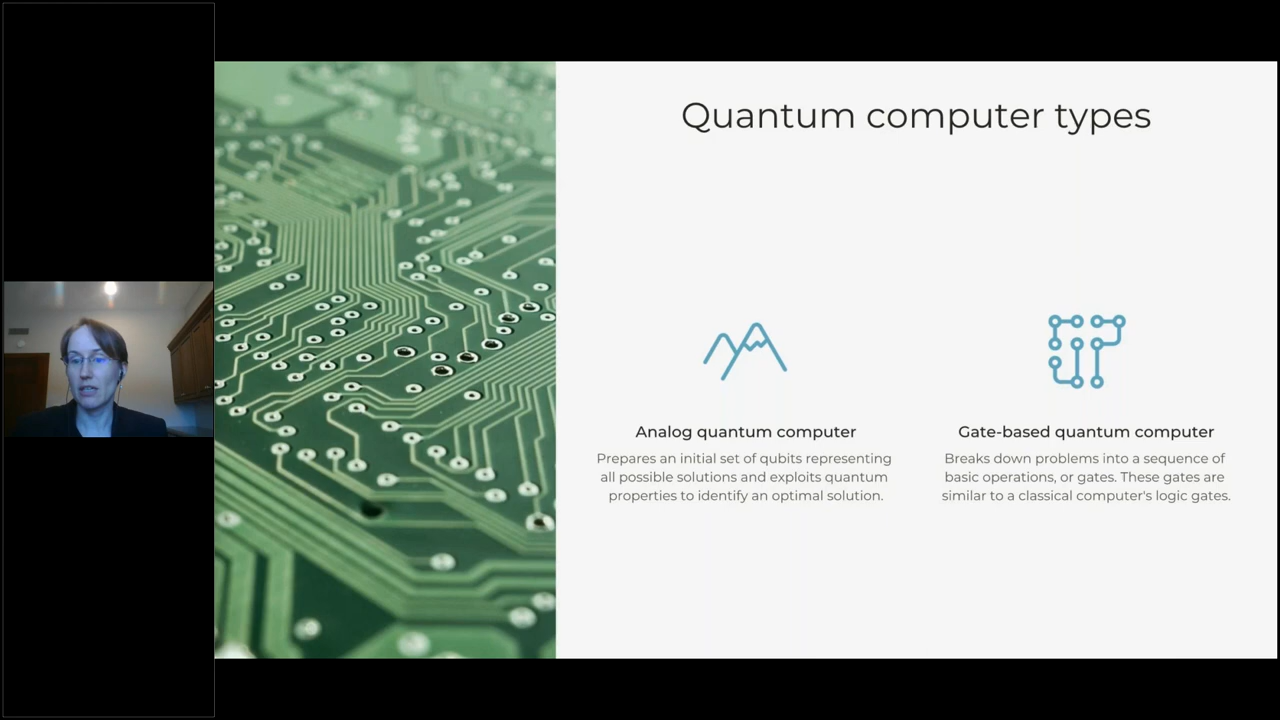 Quantum computer types
Analog quantum computer
Prepares an initial set of qubits representing
all possible solutions and exploits quantum
properties to identify an optimal solution.
Gate-based quantum computer
Breaks down problems into a sequence of
basic operations, or gates. These gates are
similar to a classical computer's logic gates.